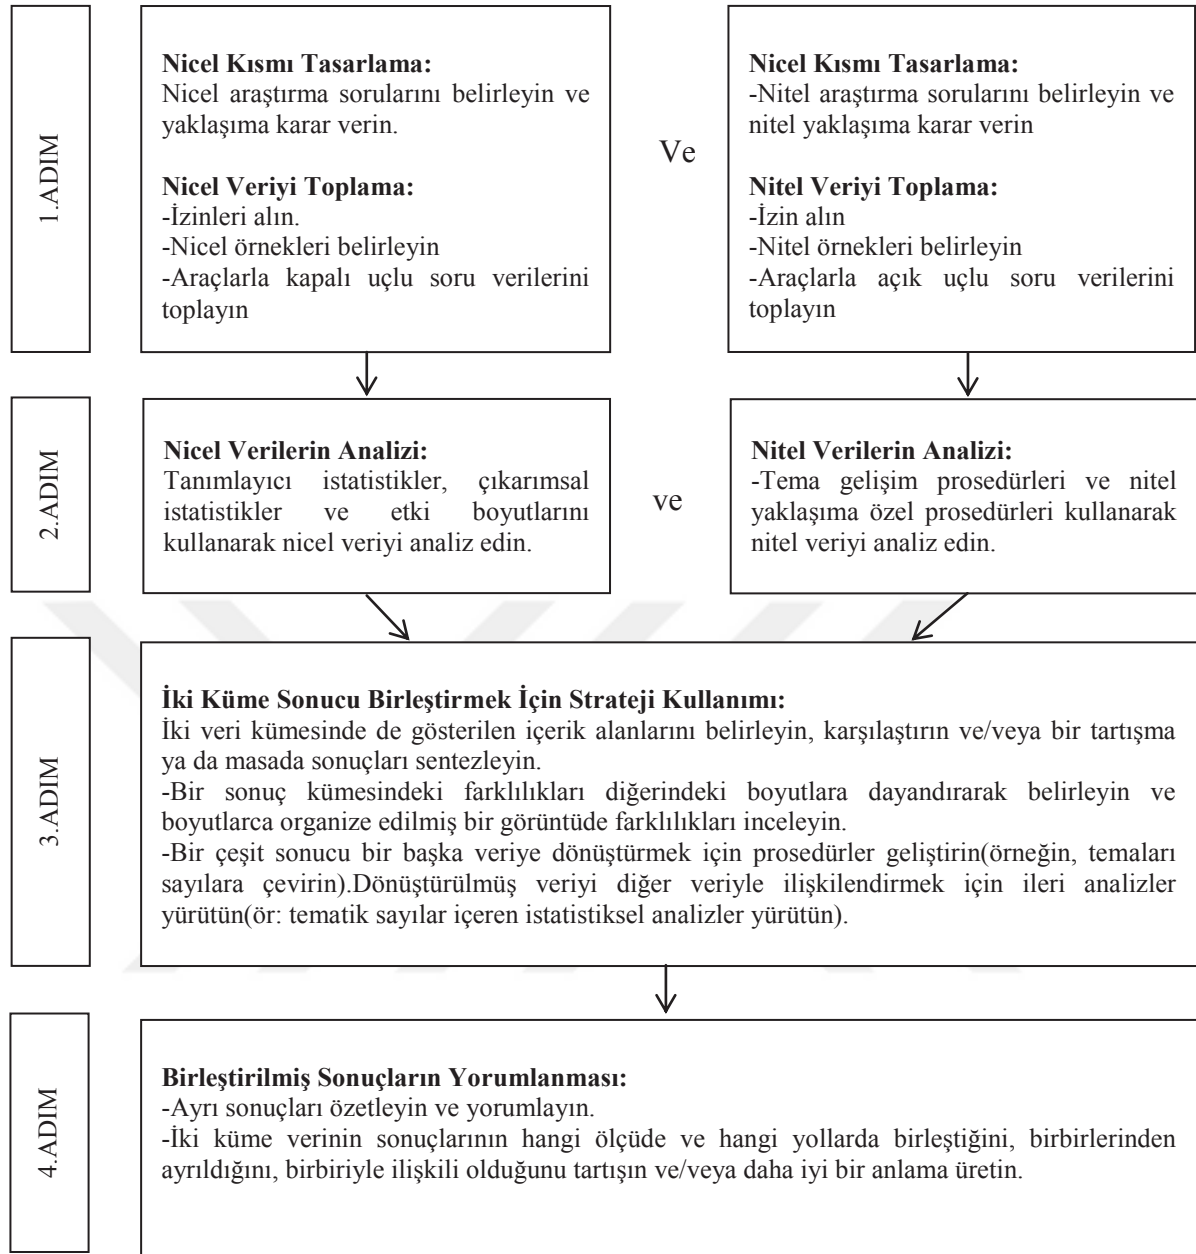 1.ADIM
Nicel Kısmı Tasarlama:
Nicel araştırma sorularını belirleyin ve
yaklaşıma karar verin.
Nicel Veriyi Toplama:
-İzinleri alın.
-Nicel örnekleri belirleyin
-Araçlarla kapalı uçlu soru verilerini
toplayın
Ve
Nicel Kısmı Tasarlama:
-Nitel araştırma sorularını belirleyin ve
nitel yaklaşıma karar verin
Nitel Veriyi Toplama:
-İzin alın
-Nitel örnekleri belirleyin
-Araçlarla açık uçlu soru verilerini
toplayın
2.ADIM
Nicel Verilerin Analizi:
Tanımlayıcı istatistikler, çıkarımsal
istatistikler ve etki boyutlarını
kullanarak nicel veriyi analiz edin.
ve
Nitel Verilerin Analizi:
-Tema gelişim prosedürleri ve nitel
yaklaşıma özel prosedürleri kullanarak
nitel veriyi analiz edin.
3.ADIM
İki Küme Sonucu Birleştirmek İçin Strateji Kullanımı:
İki veri kümesinde de gösterilen içerik alanlarını belirleyin, karşılaştırın ve/veya bir tartışma
ya da masada sonuçları sentezleyin.
-Bir sonuç kümesindeki farklılıkları diğerindeki boyutlara dayandırarak belirleyin ve
boyutlarca organize edilmiş bir görüntüde farklılıkları inceleyin.
-Bir çeşit sonucu bir başka veriye dönüştürmek için prosedürler geliştirin(örneğin, temaları
sayılara çevirin).Dönüştürülmüş veriyi diğer veriyle ilişkilendirmek için ileri analizler
yürütün(ör: tematik sayılar içeren istatistiksel analizler yürütün).
4.ADIM
Birleştirilmiş Sonuçların Yorumlanması:
-Ayrı sonuçları özetleyin ve yorumlayın.
-İki küme verinin sonuçlarının hangi ölçüde ve hangi yollarda birleştiğini, birbirlerinden
ayrıldığını, birbiriyle ilişkili olduğunu tartışın ve/veya daha iyi bir anlama üretin.